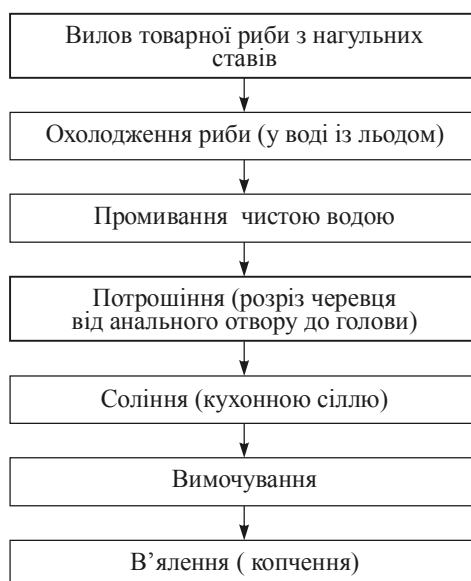 Вилов товарної риби з нагульних
ставів
Охолодження риби (у воді із льодом)
Промивання чистою водою
Потрошіння (розріз черевця
від анального отвору до голови)
Соління (кухонною сіллю)
Вимочування
В’ялення ( копчення)